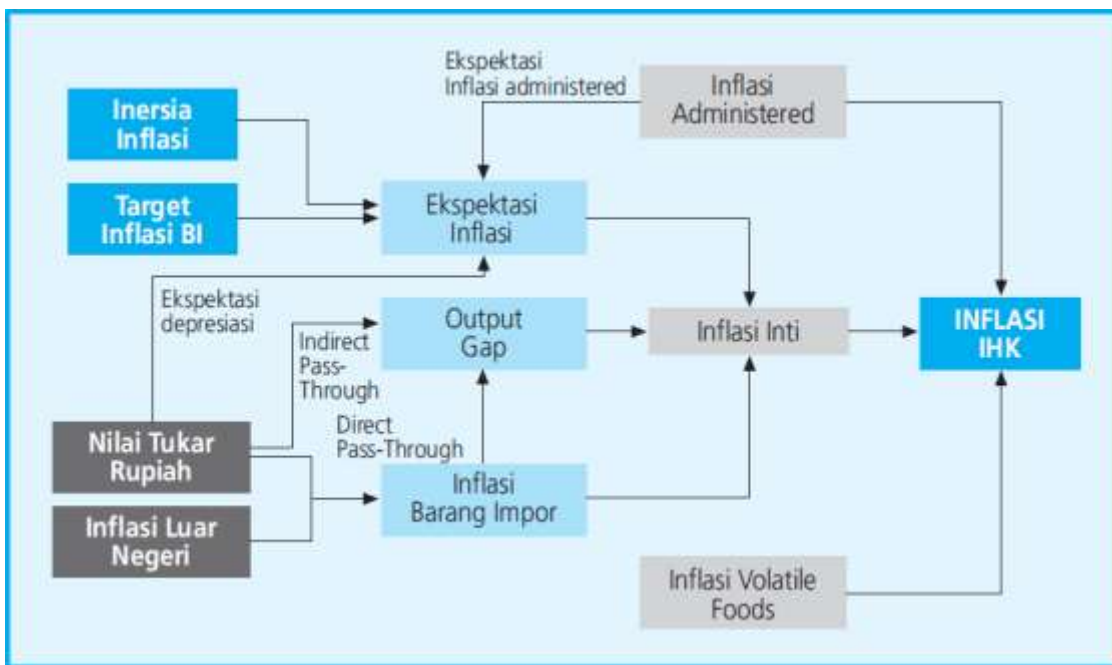 Ekspektasi
Inflasi administered
Inflasi
Administered
Inersia
Inflasi
Target
Inflasi BI
Ekspektasi
Inflasi
Ekspektasi
depresiasi
Indirect
Pass-
Through
Output
Gap
Inflasi Inti
INFLASI
IHK
Nilai Tukar
Rupiah
Direct
Pass-Through
Inflasi
Barang Impor
Inflasi Luar
Negeri
Inflasi Volatile
Foods